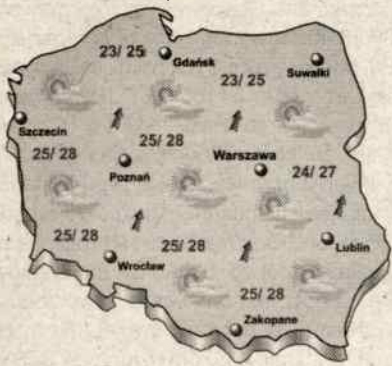 23/ 25
Gdańsk
23/ 25
Suwałki
Szczecin
25/ 28
25/ 28
Poznań
Warszawa
24/ 27
25/ 28
Wrocław
25/ 28
Lublin
25/ 28
Zakopane